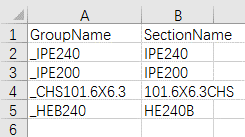 A B
1 GroupName SectionName
2 _IPE240 IPE240
3 _IPE200 IPE200
4 _CHS101.6X6.3 101.6X6.3CHS
5 _HEB240 HE240B
6